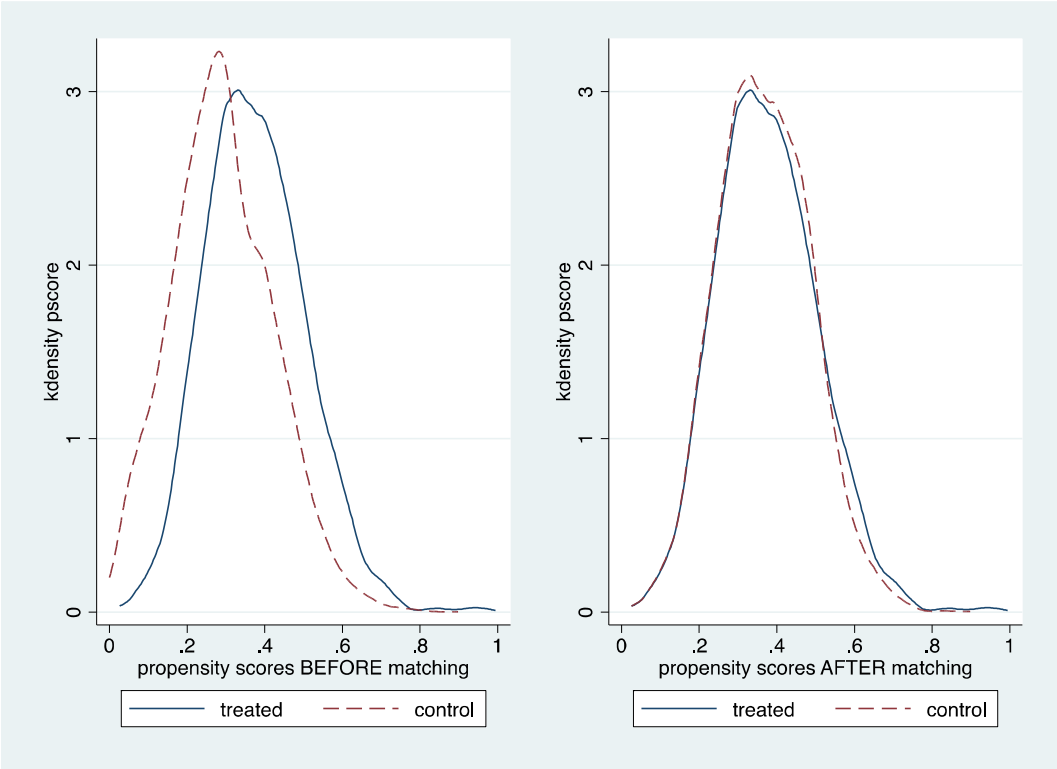 kdensity pscore
3
2
1
0
0 .2 .4 .6 .8 1
propensity scores BEFORE matching
treated control
kdensity pscore
3
2
1
0
0 .2 .4 .6 .8 1
propensity scores AFTER matching
treated control